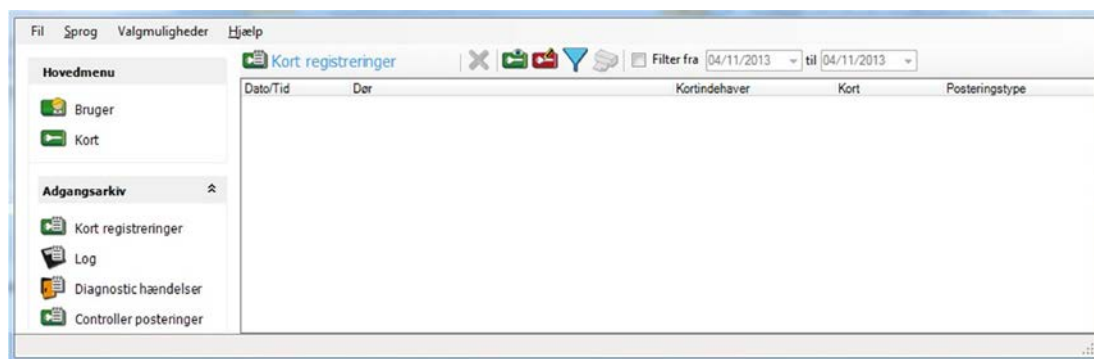 Fil Sprog Valgmuligheder Hjælp
Hovedmenu
Bruger
Kort
Adgangsarkiv
Kort registreringer
Log
Diagnostic hændelser
Controller posteringer
Kort registreringer Filter fra 04/11/2013 til 04/11/2013
Dato/Tid Dør Kortindehaver Kort Posteringstype